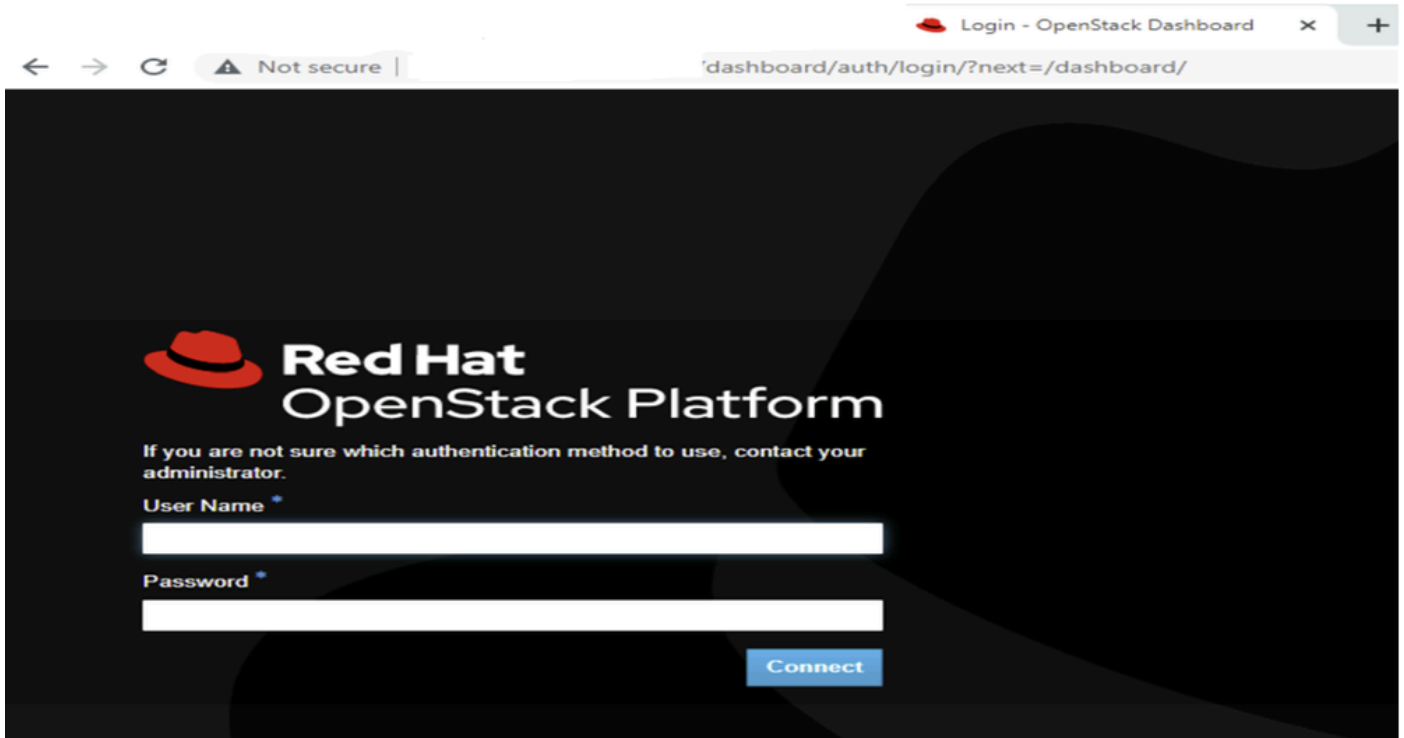 Login - OpenStack Dashboard
Not secure
/dashboard/auth/login/?next=/dashboard/
Red Hat
OpenStack Platform
If you are not sure which authentication method to use, contact your
administrator.
User Name *
Password *
Connect